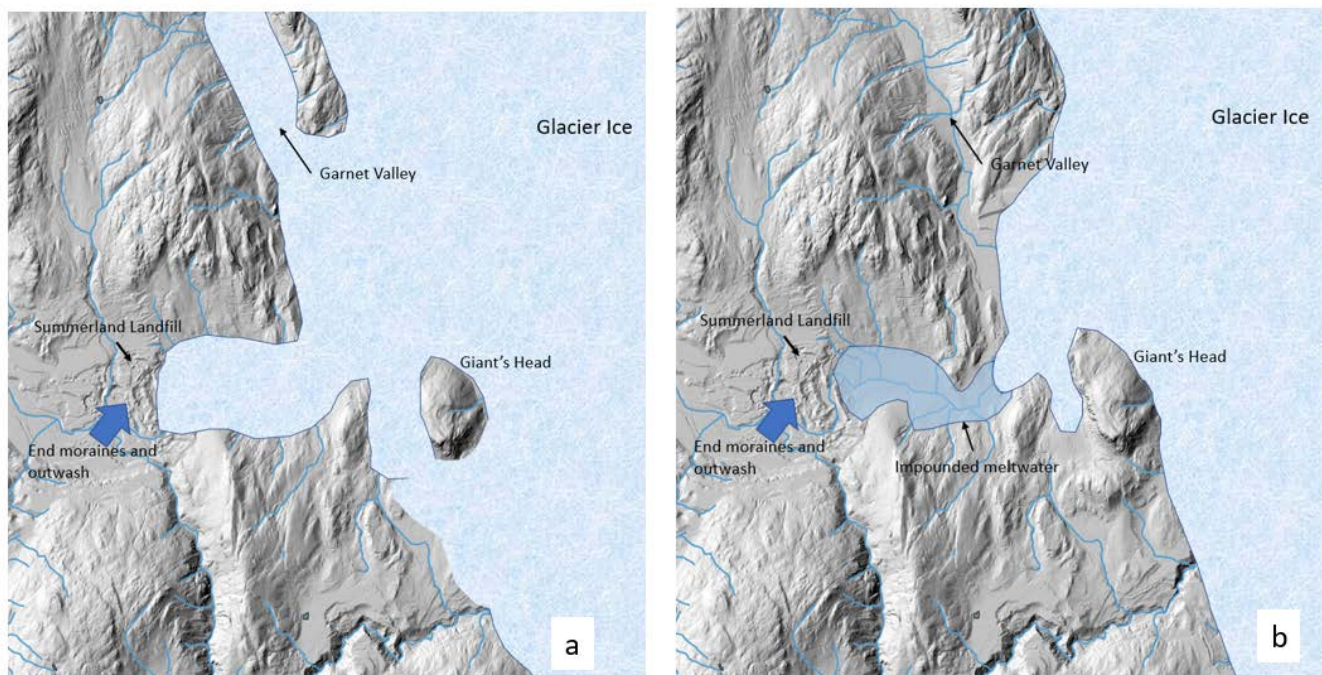 Glacier Ice
Garnet Valley
Summerland Landfill
Giant's Head
End moraines and
outwash
a
Glacier Ice
Garnet Valley
Summerland Landfill
Giant's Head
End moraines and
outwash
Impounded meltwater
b